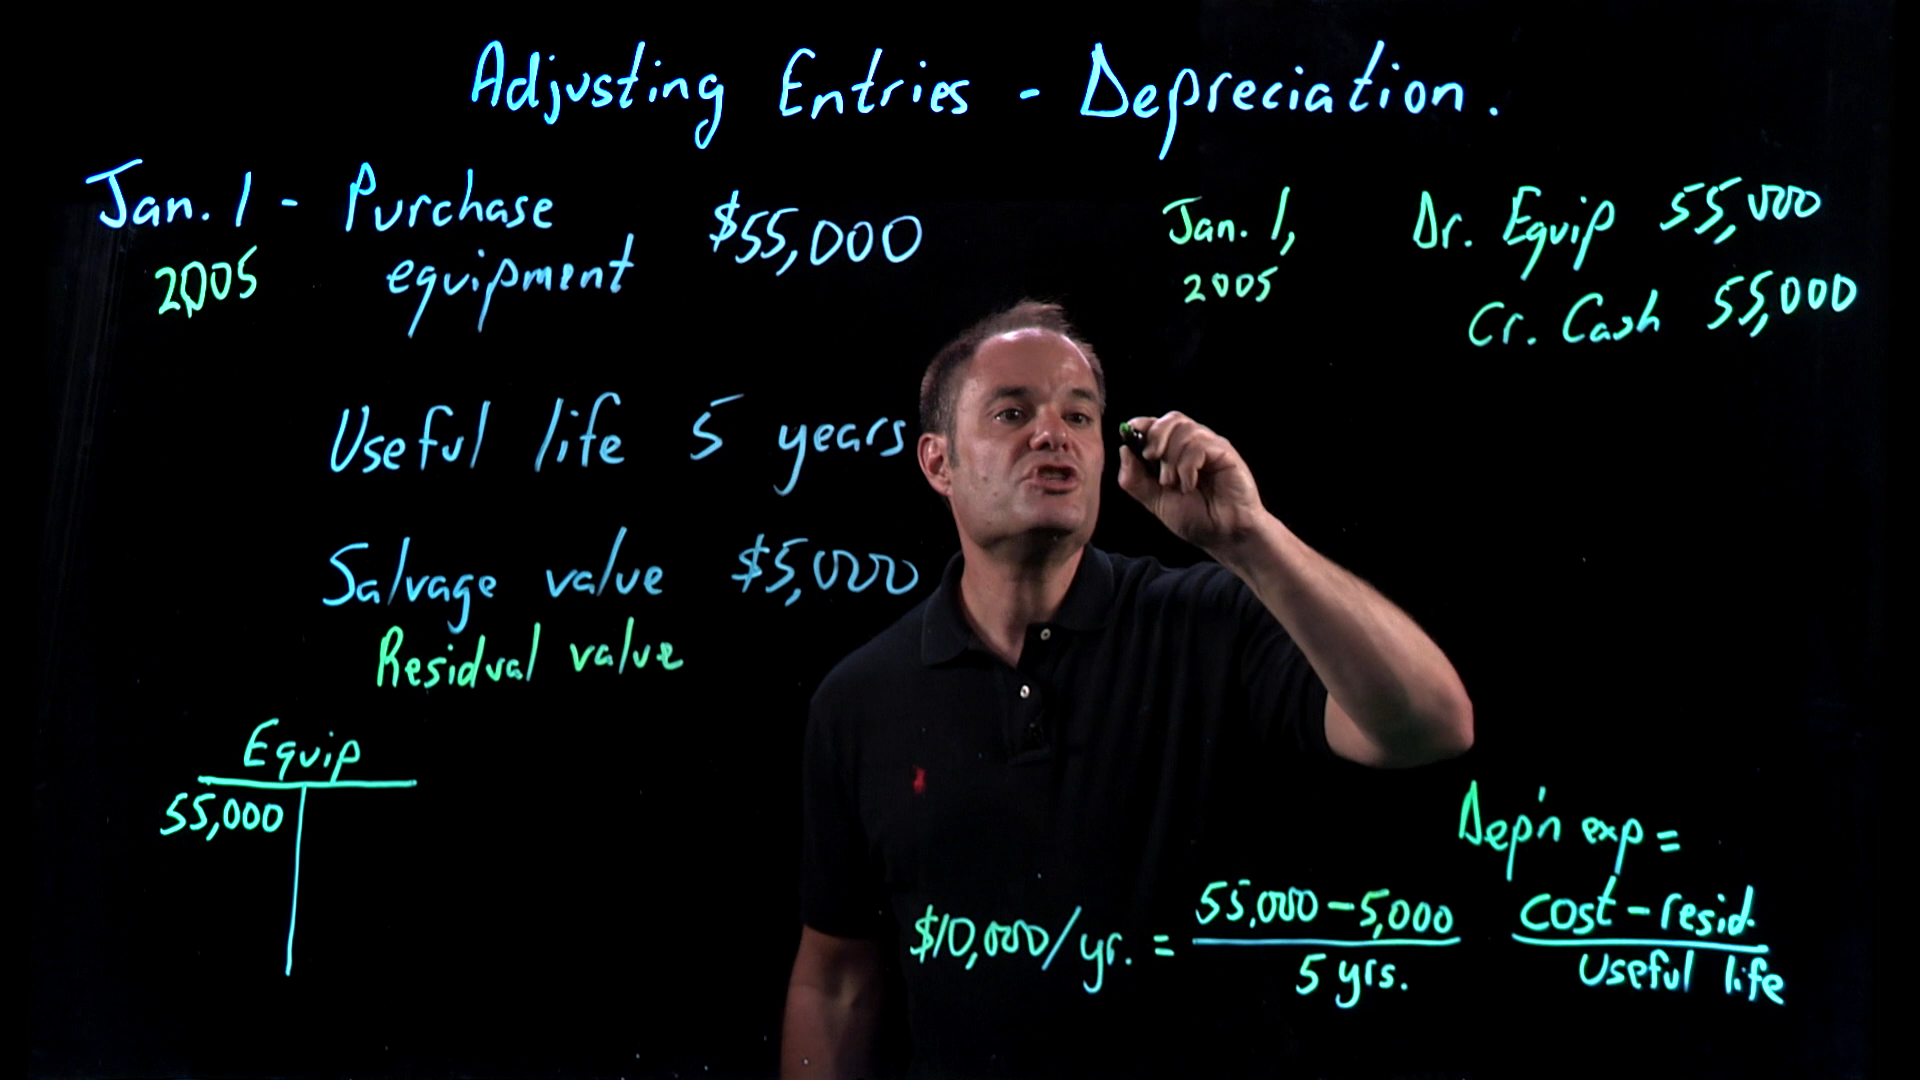 Adjusting Entries - Depreciation.
Jan. 1 - Purchase
2005 equipment $55,000
Useful life 5 years
Salvage value $5,000
Residual value
Equip
55,000
Jan. 1, Dr. Equip 55,000
2005 Cr. Cash 55,000
Dep'n exp =
$10,000/yr. = 55,000 - 5,000 cost - resid.
5 yrs. useful life